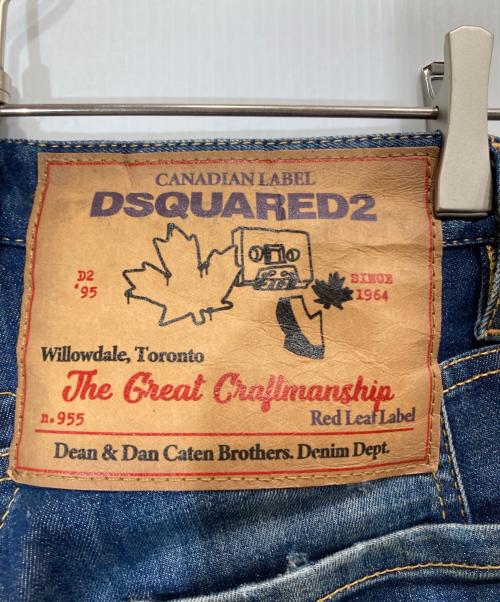 CANADIAN LABEL
DSQUARED2
D2
'95
SINCE
1964
Willowdale, Toronto
The Great Craftmanship
n.955
Red Leaf Label
Dean & Dan Caten Brothers. Denim Dept.